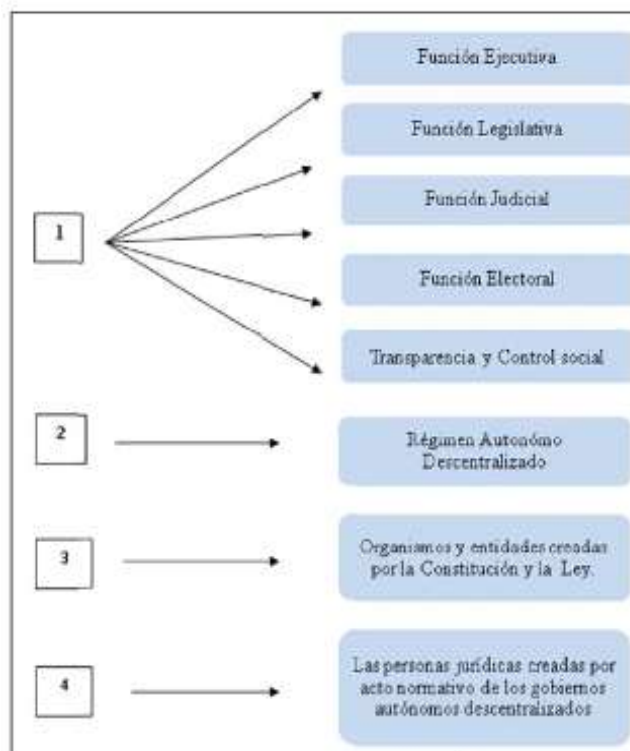 Función Ejecutiva
Función Legislativa
1
Función Judicial
Función Electoral
Transparencia y Control social
2
Régimen Autonómo
Descentralizado
3
Organismos y entidades creadas
por la Constitución y la Ley.
4
Las personas jurídicas creadas por
acto normativo de los gobiernos
autónomos descentralizados